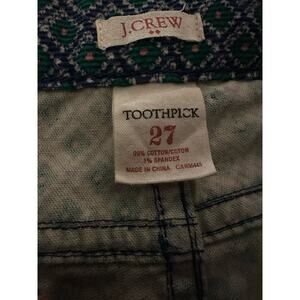 J.CREW
TOOTHPICK
27
99% COTTON/COTON
1% SPANDEX
MADE IN CHINA